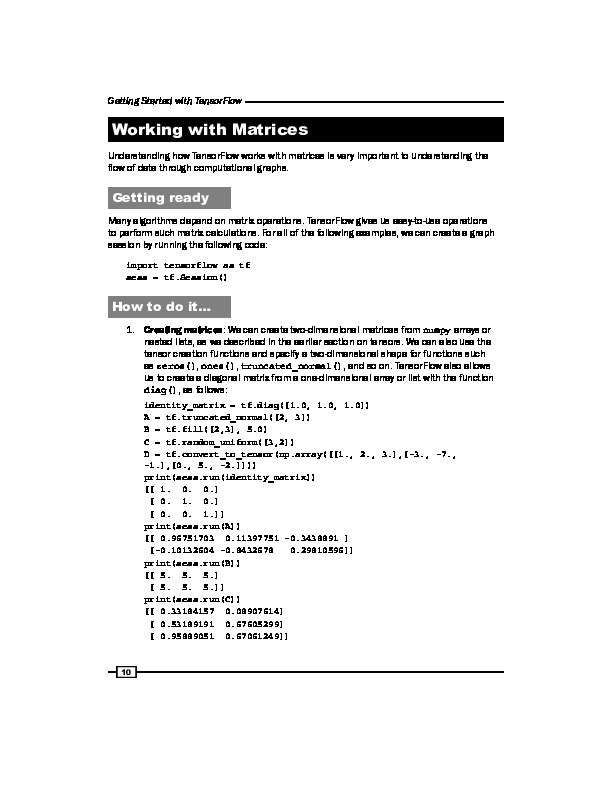 Getting Started with TensorFlow
Working with Matrices
Understanding how TensorFlow works with matrices is very important to understanding the
flow of data through computational graphs.
Getting ready
Many algorithms depend on matrix operations. TensorFlow gives us easy-to-use operations
to perform such matrix calculations. For all of the following examples, we can create a graph
session by running the following code:
import tensorflow as tf
sess = tf.Session()
How to do it…
1. Creating matrices: We can create two-dimensional matrices from numpy arrays or
nested lists, as we described in the earlier section on tensors. We can also use the
tensor creation functions and specify a two-dimensional shape for functions such
as zeros(), ones(), truncated_normal(), and so on. TensorFlow also allows
us to create a diagonal matrix from a one-dimensional array or list with the function
diag(), as follows:
identity_matrix = tf.diag([1.0, 1.0, 1.0])
A = tf.truncated_normal([2, 3])
B = tf.fill([2,3], 5.0)
C = tf.random_uniform([3,2])
D = tf.convert_to_tensor(np.array([[1., 2., 3.],[-3., -7.,
-1.],[0., 5., -2.]]))
print(sess.run(identity_matrix))
[[ 1. 0. 0.]
[ 0. 1. 0.]
[ 0. 0. 1.]]
print(sess.run(A))
[[ 0.96751703 0.11397751 -0.3438891 ]
[-0.10132604 -0.8432678 0.29810596]]
print(sess.run(B))
[[ 5. 5. 5.]
[ 5. 5. 5.]]
print(sess.run(C))
[[ 0.33184157 0.08907614]
[ 0.53189191 0.67605299]
[ 0.95889051 0.67061249]]
10